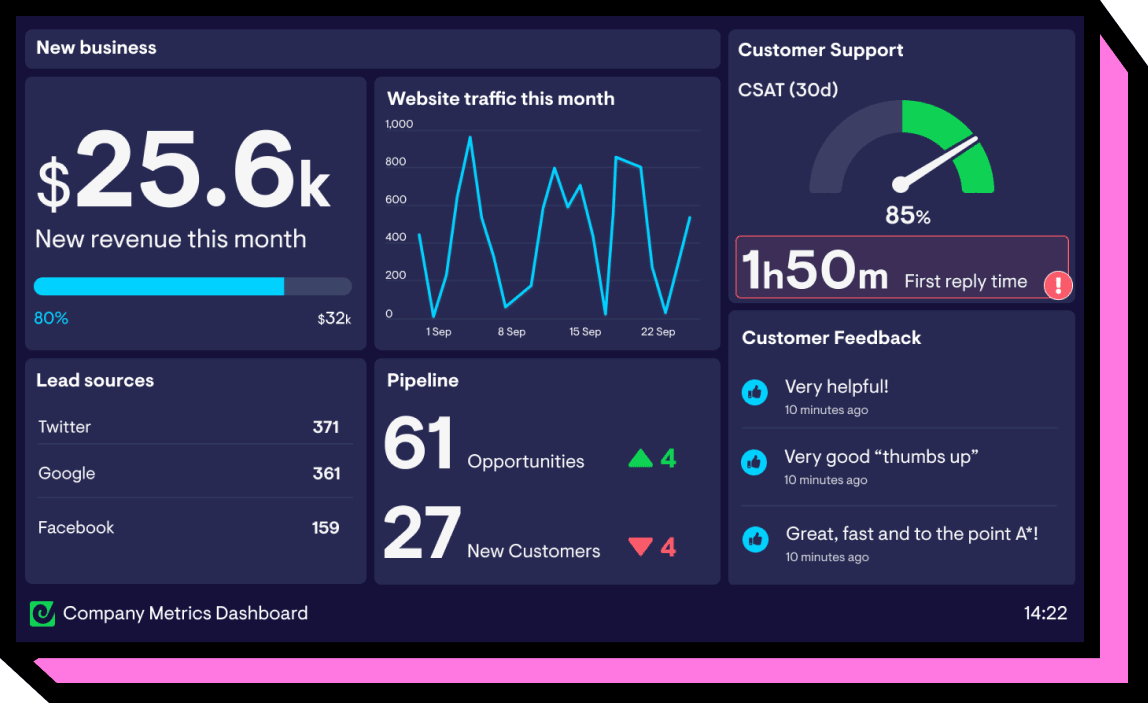 New business
$25.6k
New revenue this month
80%
$32k
Website traffic this month
1,000
800
600
400
200
0
1 Sep 8 Sep 15 Sep 22 Sep
Customer Support
CSAT (30d)
85%
1h50m First reply time
!
Lead sources
Twitter 371
Google 361
Facebook 159
Pipeline
61 Opportunities 4
27 New Customers 4
Customer Feedback
Very helpful!
10 minutes ago
Very good “thumbs up”
10 minutes ago
Great, fast and to the point A*!
10 minutes ago
Company Metrics Dashboard
14:22